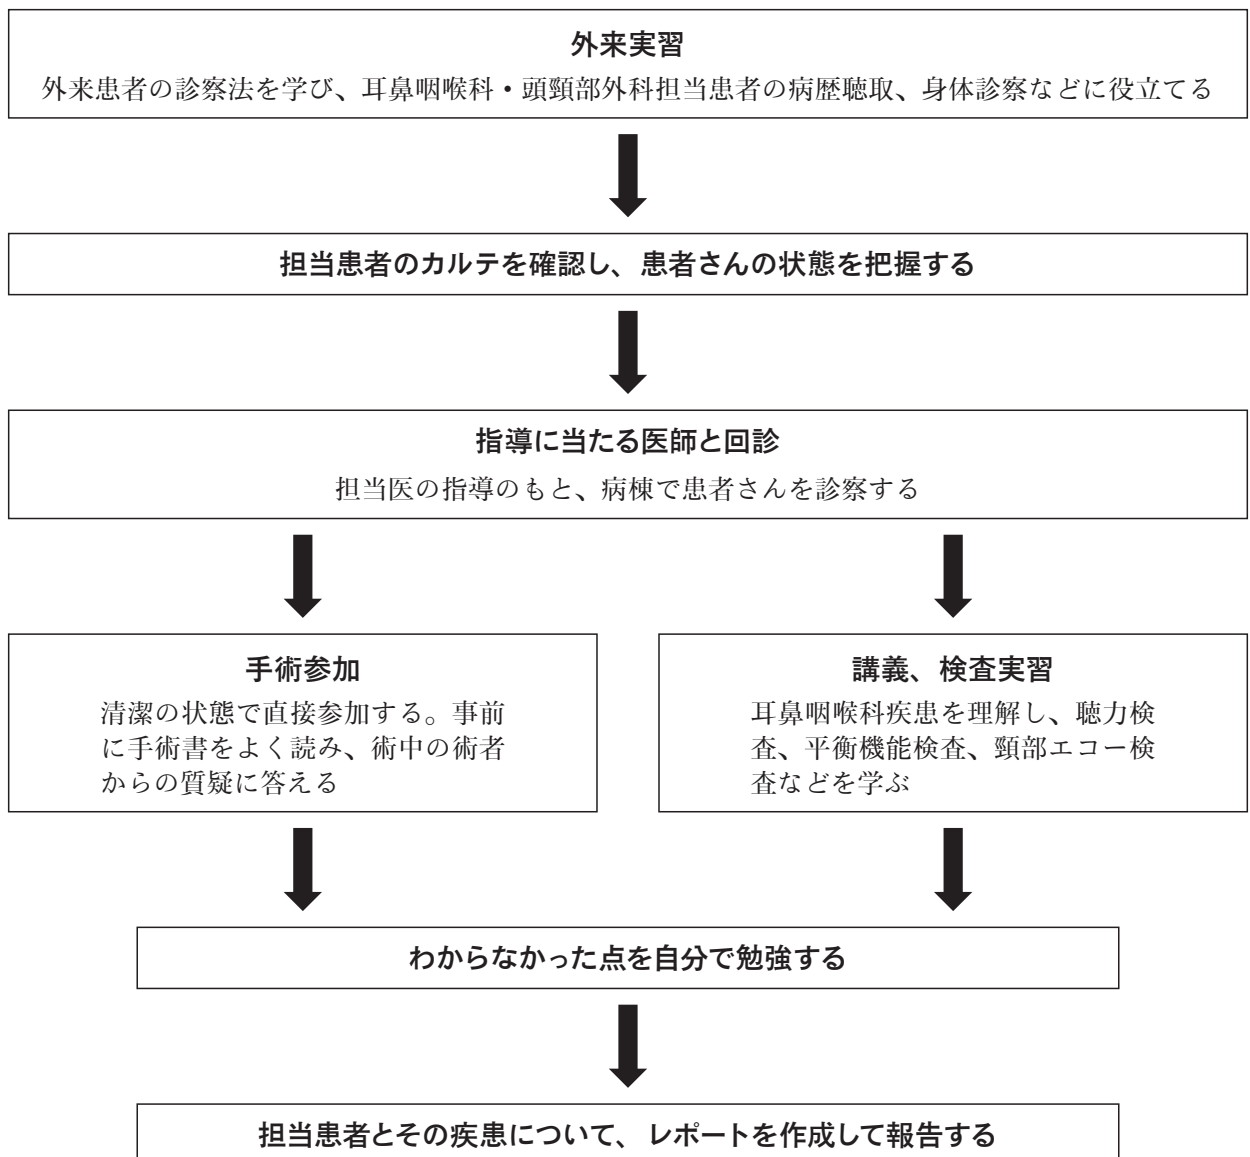 外来実習
外来患者の診察法を学び、耳鼻咽喉科・頭頸部外科担当患者の病歴聴取、身体診察などに役立てる
担当患者のカルテを確認し、患者さんの状態を把握する
指導に当たる医師と回診
担当医の指導のもと、病棟で患者さんを診察する
手術参加
清潔の状態で直接参加する。事前
に手術書をよく読み、術中の術者
からの質疑に答える
講義、検査実習
耳鼻咽喉科疾患を理解し、聴力検
査、平衡機能検査、頸部エコー検
査などを学ぶ
わからなかった点を自分で勉強する
担当患者とその疾患について、レポートを作成して報告する